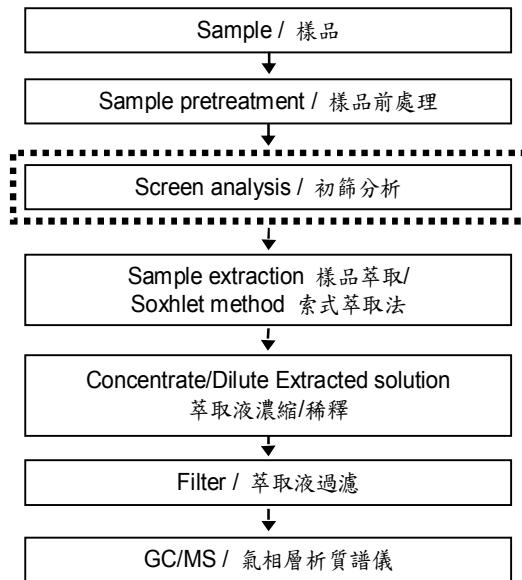 Sample / 樣品
Sample pretreatment / 樣品前處理
Screen analysis / 初篩分析
Sample extraction 樣品萃取/
Soxhlet method 索式萃取法
Concentrate/Dilute Extracted solution
萃取液濃縮/稀釋
Filter / 萃取液過濾
GC/MS / 氣相層析質譜儀